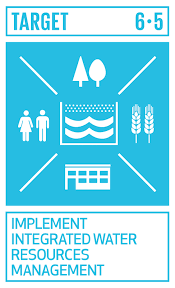 TARGET 6·5
IMPLEMENT
INTEGRATED WATER
RESOURCES
MANAGEMENT